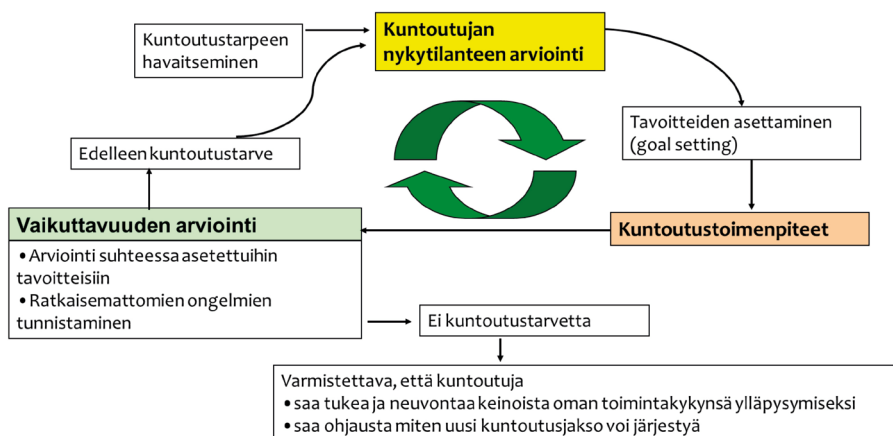 Kuntoutustarpeen
havaitseminen
Kuntoutujan
nykytilanteen arviointi
Tavoitteiden asettaminen
(goal setting)
Edelleen kuntoutustarve
Vaikuttavuuden arviointi
Kuntoutustoimenpiteet
• Arviointi suhteessa asetettuihin
tavoitteisiin
• Ratkaisemattomien ongelmien
tunnistaminen
Ei kuntoutustarvetta
Varmistettava, että kuntoutuja
• saa tukea ja neuvontaa keinoista oman toimintakykynsä ylläpysymiseksi
• saa ohjausta miten uusi kuntoutusjakso voi järjestyä